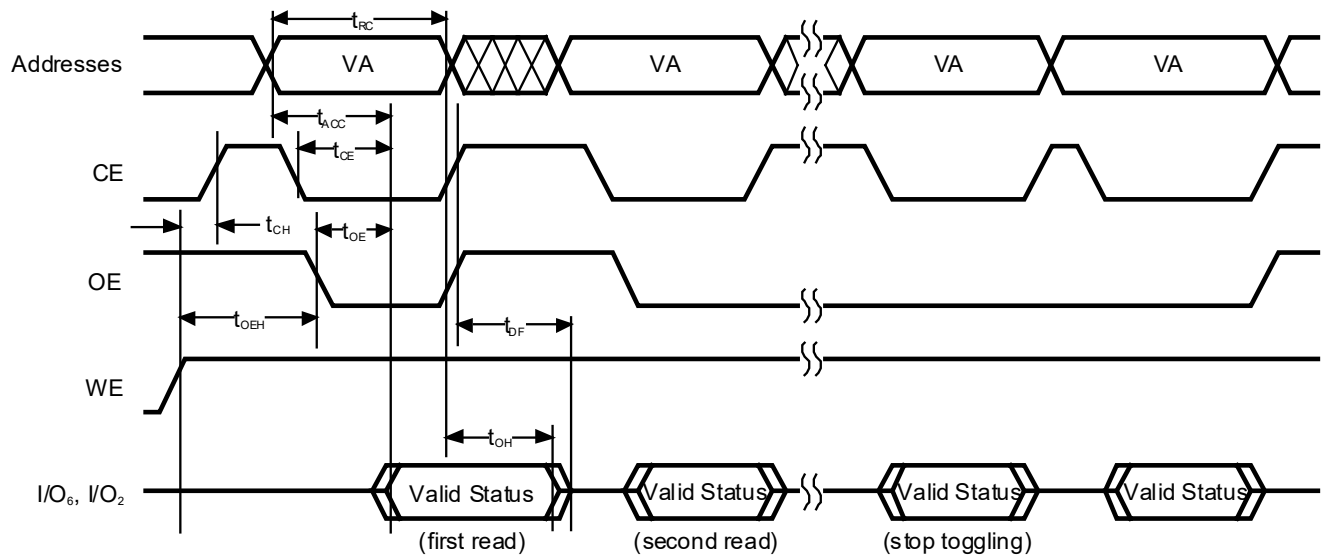 tRC
Addresses VA VA VA VA
tACC
tCE
CE
tCH tOE
OE
tOEH tDF
WE
tOH
I/O6, I/O2 Valid Status Valid Status Valid Status Valid Status
(first read) (second read) (stop toggling)